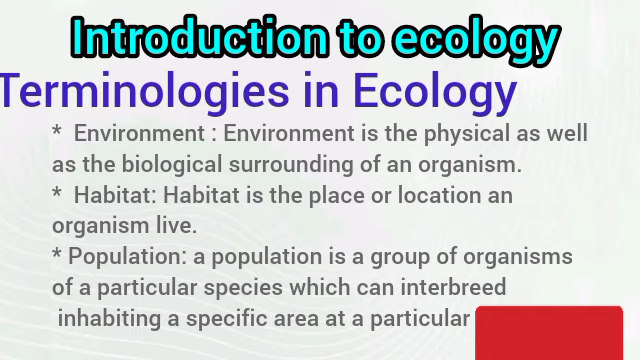 Introduction to ecology
Terminologies in Ecology
* Environment : Environment is the physical as well
as the biological surrounding of an organism.
* Habitat: Habitat is the place or location an
organism live.
* Population: a population is a group of organisms
of a particular species which can interbreed
inhabiting a specific area at a particular